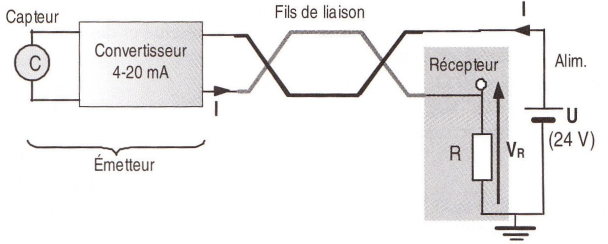 Capteur
C
Convertisseur
4-20 mA
I
Émetteur
Fils de liaison
I
Récepteur
Alim.
R
VR
U
(24 V)